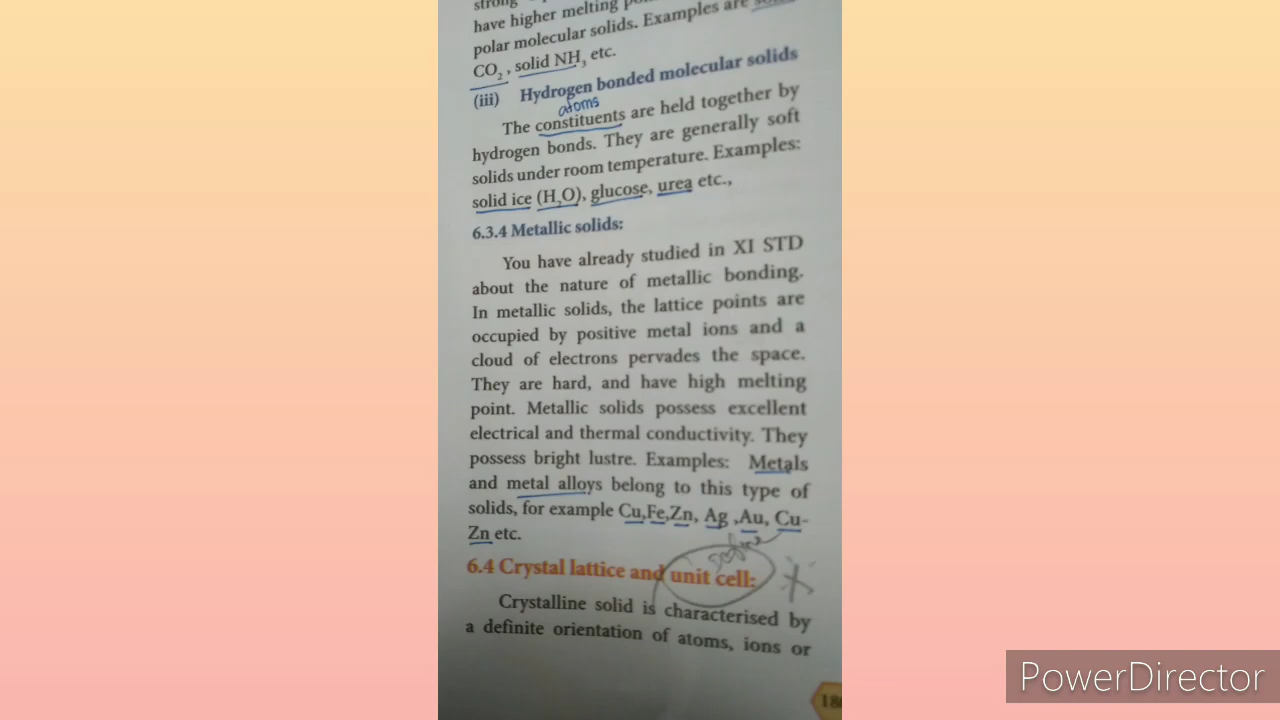 strong
have higher melting
polar molecular solids. Examples are
CO₂, solid NH₃ etc.
(iii) Hydrogen bonded molecular solids
atoms
The constituents are held together by
hydrogen bonds. They are generally soft
solids under room temperature. Examples:
solid ice (H₂O), glucose, urea etc.,
6.3.4 Metallic solids:
You have already studied in XI STD
about the nature of metallic bonding.
In metallic solids, the lattice points are
occupied by positive metal ions and a
cloud of electrons pervades the space.
They are hard, and have high melting
point. Metallic solids possess excellent
electrical and thermal conductivity. They
possess bright lustre. Examples: Metals
and metal alloys belong to this type of
solids, for example Cu,Fe,Zn, Ag ,Au, Cu-
Zn etc.
6.4 Crystal lattice and unit cell:
Crystalline solid is characterised by
a definite orientation of atoms, ions or
PowerDirector